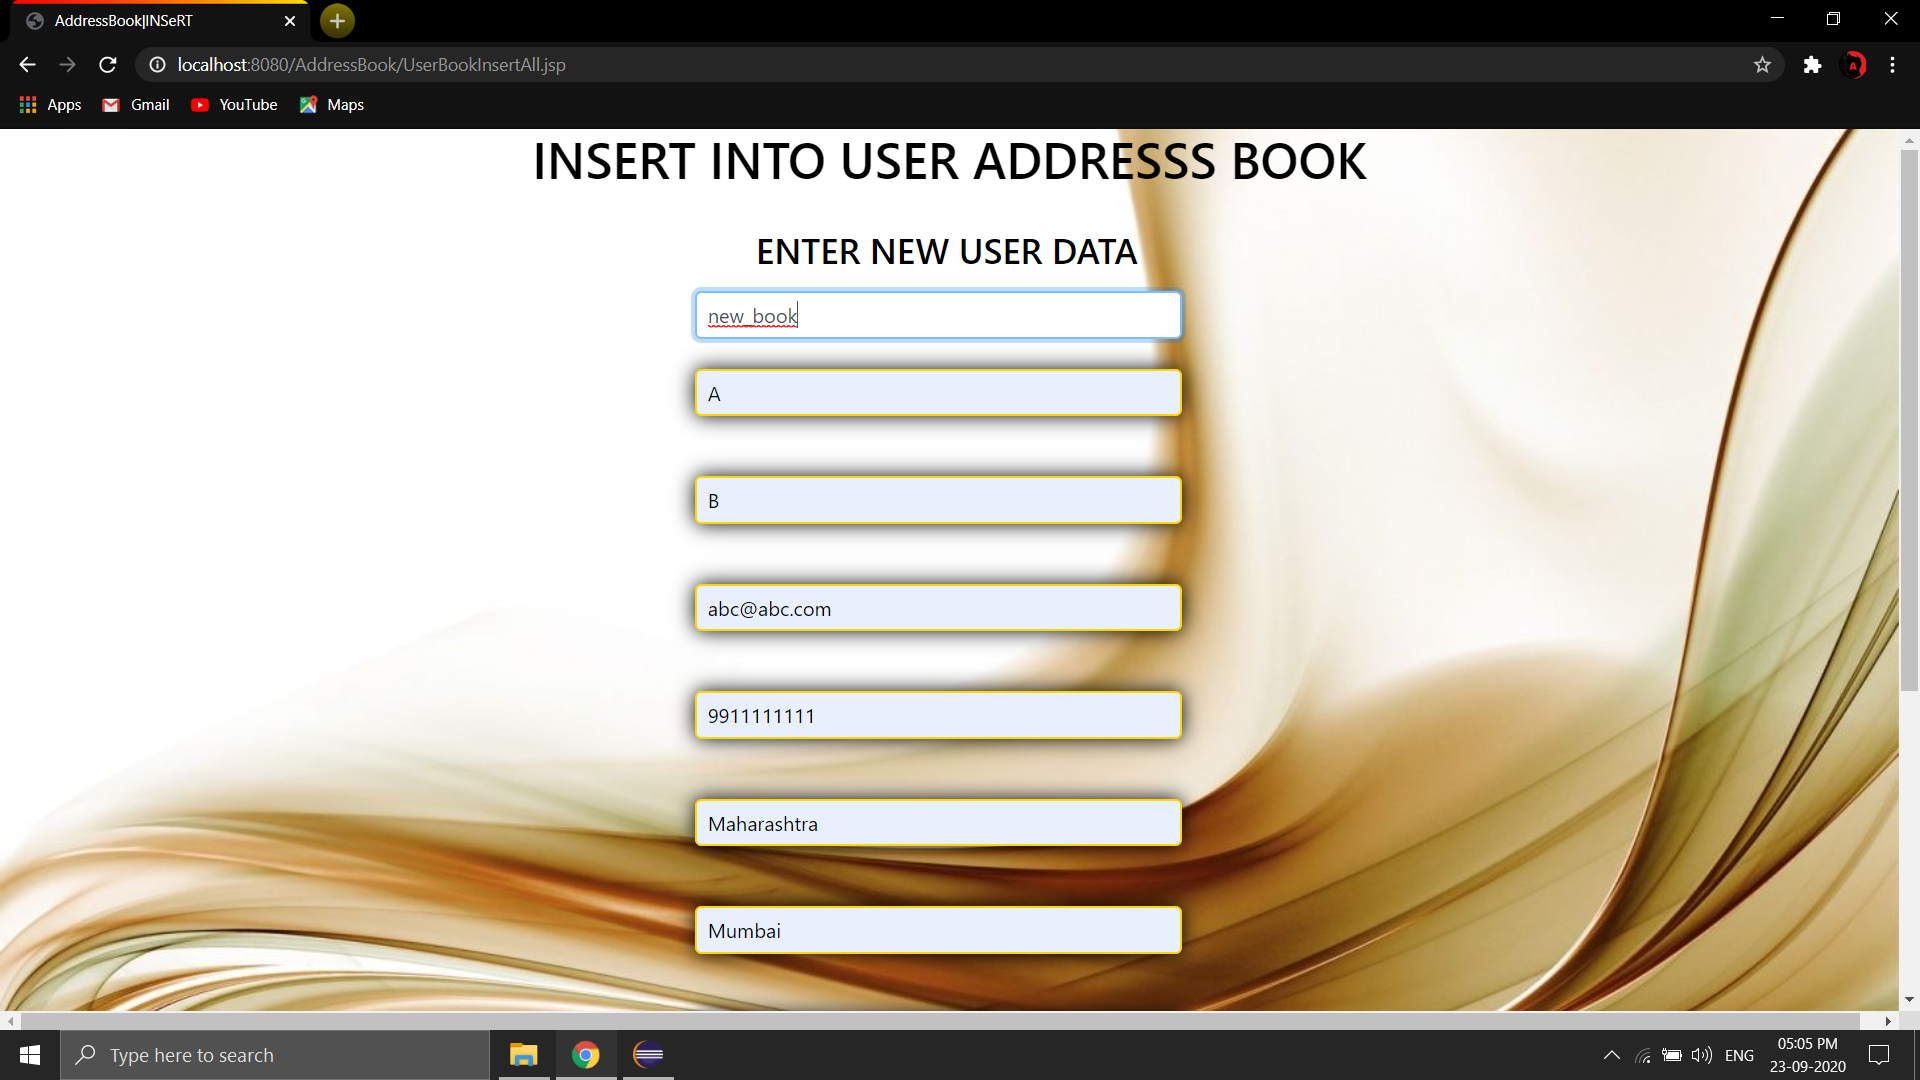 AddressBook|INSeRT
localhost:8080/AddressBook/UserBookInsertAll.jsp
A
Apps Gmail YouTube Maps
INSERT INTO USER ADDRESSS BOOK
ENTER NEW USER DATA
new_book
A
B
abc@abc.com
9911111111
Maharashtra
Mumbai
Type here to search
ENG
05:05 PM
23-09-2020